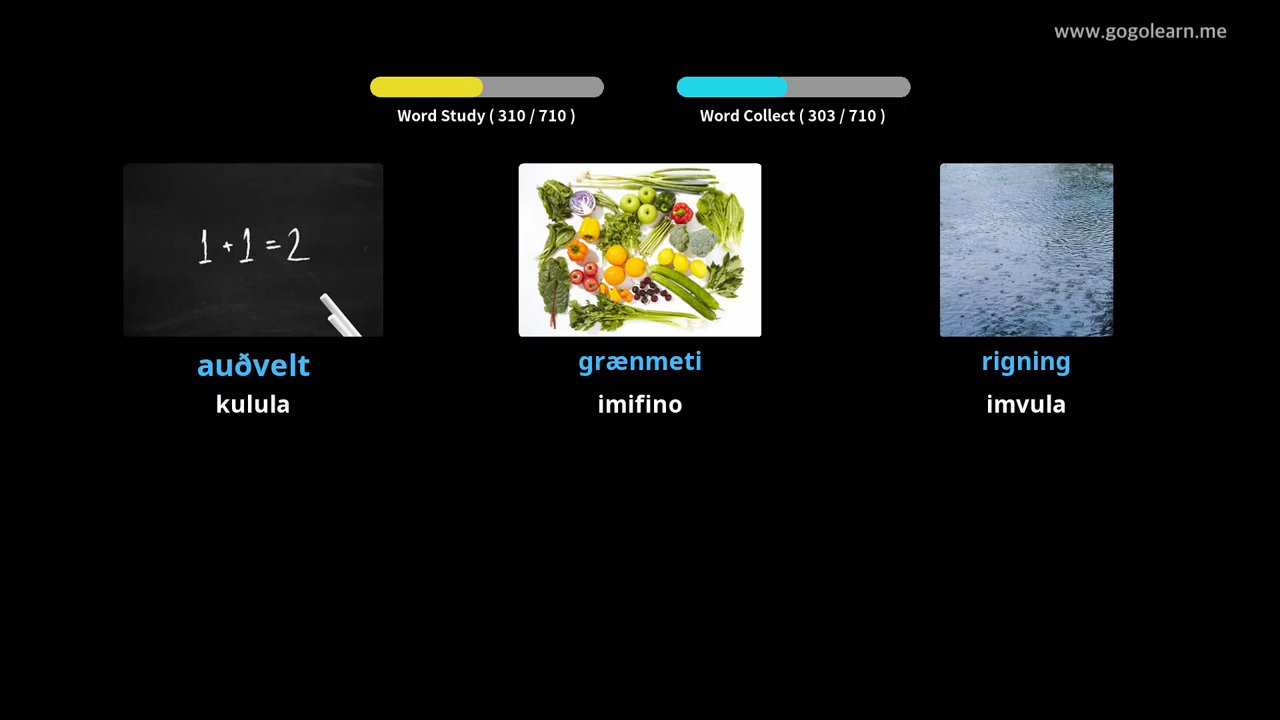 www.gogolearn.me
Word Study ( 310 / 710 )
Word Collect ( 303 / 710 )
1 + 1 = 2
auðvelt
grænmeti
rigning
kulula
imifino
imvula